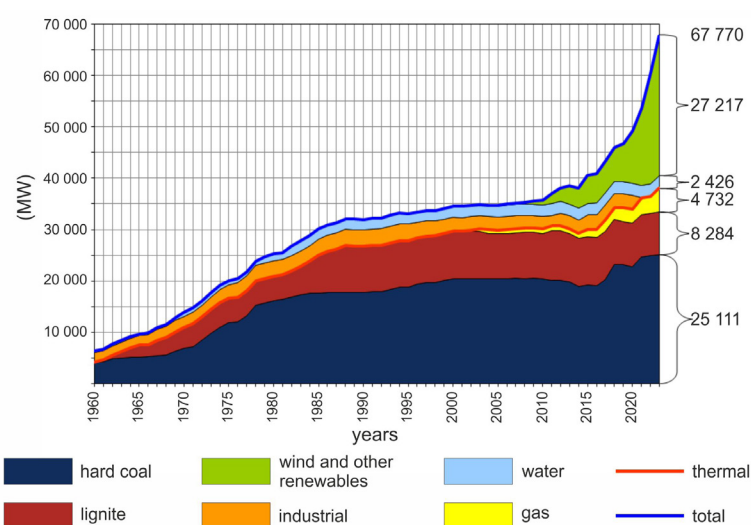 70 000
60 000
50 000
40 000
30 000
20 000
10 000
(MW)
67 770
27 217
2 426
4 732
8 284
25 111
1960
1965
1970
1975
1980
1985
1990
1995
2000
2005
2010
2015
2020
years
hard coal
wind and other
renewables
water
thermal
lignite
industrial
gas
total